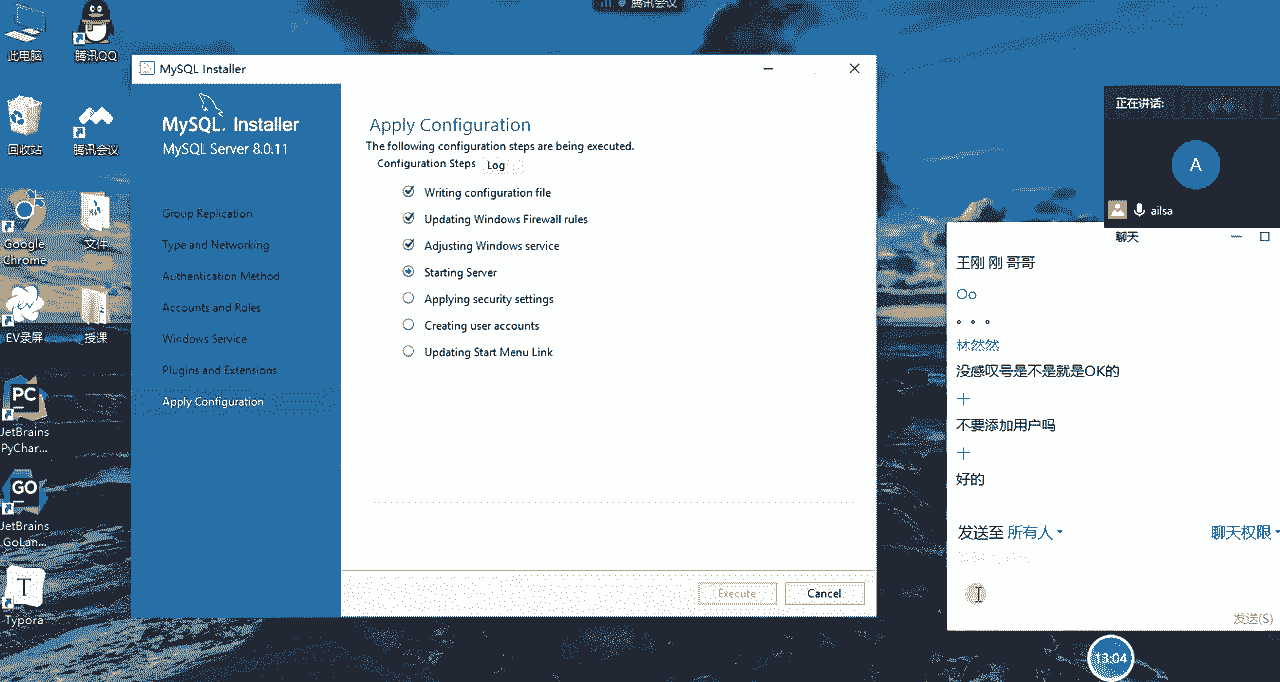 腾讯会议
此电脑
腾讯QQ
回收站
腾讯会议
Google
Chrome
文件
EV录屏
授课
PC
JetBrains
PyChar...
GO
JetBrains
GoLan...
T
Typora
MySQL Installer
MySQL. Installer
MySQL Server 8.0.11
Group Replication
Type and Networking
Authentication Method
Accounts and Roles
Windows Service
Plugins and Extensions
Apply Configuration
Apply Configuration
The following configuration steps are being executed.
Configuration Steps Log
Writing configuration file
Updating Windows Firewall rules
Adjusting Windows service
Starting Server
Applying security settings
Creating user accounts
Updating Start Menu Link
Execute Cancel
正在讲话:
A
ailsa
聊天
王刚 刚 哥哥
Oo
。。。
林然然
没感叹号是不是就是OK的
十
不要添加用户吗
十
好的
发送至 所有人
聊天权限
发送(S)
13:04